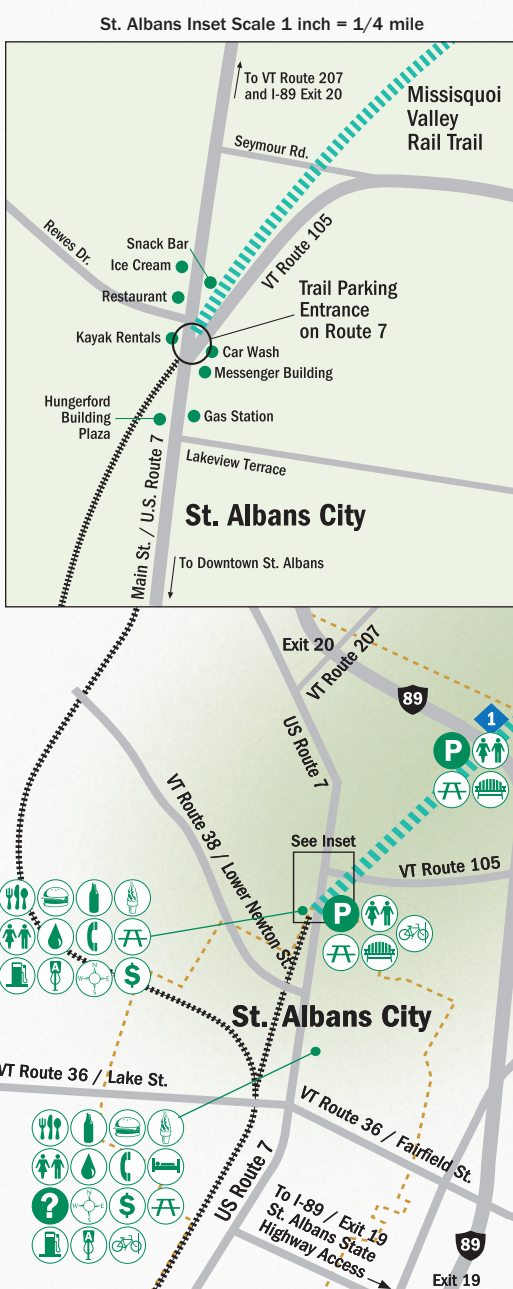 St. Albans Inset Scale 1 inch = 1/4 mile
To VT Route 207
and I-89 Exit 20
Missisquoi
Valley
Rail Trail
Seymour Rd.
Rewes Dr.
VT Route 105
Snack Bar
Ice Cream
Restaurant
Trail Parking
Entrance
on Route 7
Kayak Rentals
Car Wash
Messenger Building
Hungerford
Building
Plaza
Gas Station
Lakeview Terrace
Main St. / U.S. Route 7
St. Albans City
To Downtown St. Albans
Exit 20
VT Route 207
89
1
US Route 7
P
VT Route 38 / Lower Newton St.
See Inset
VT Route 105
P
A
N
W E
S
$
St. Albans City
VT Route 36 / Lake St.
VT Route 36 / Fairfield St.
?
N
W E
S
$
A
US Route 7
To I-89 / Exit 19
St. Albans State
Highway Access
89
Exit 19